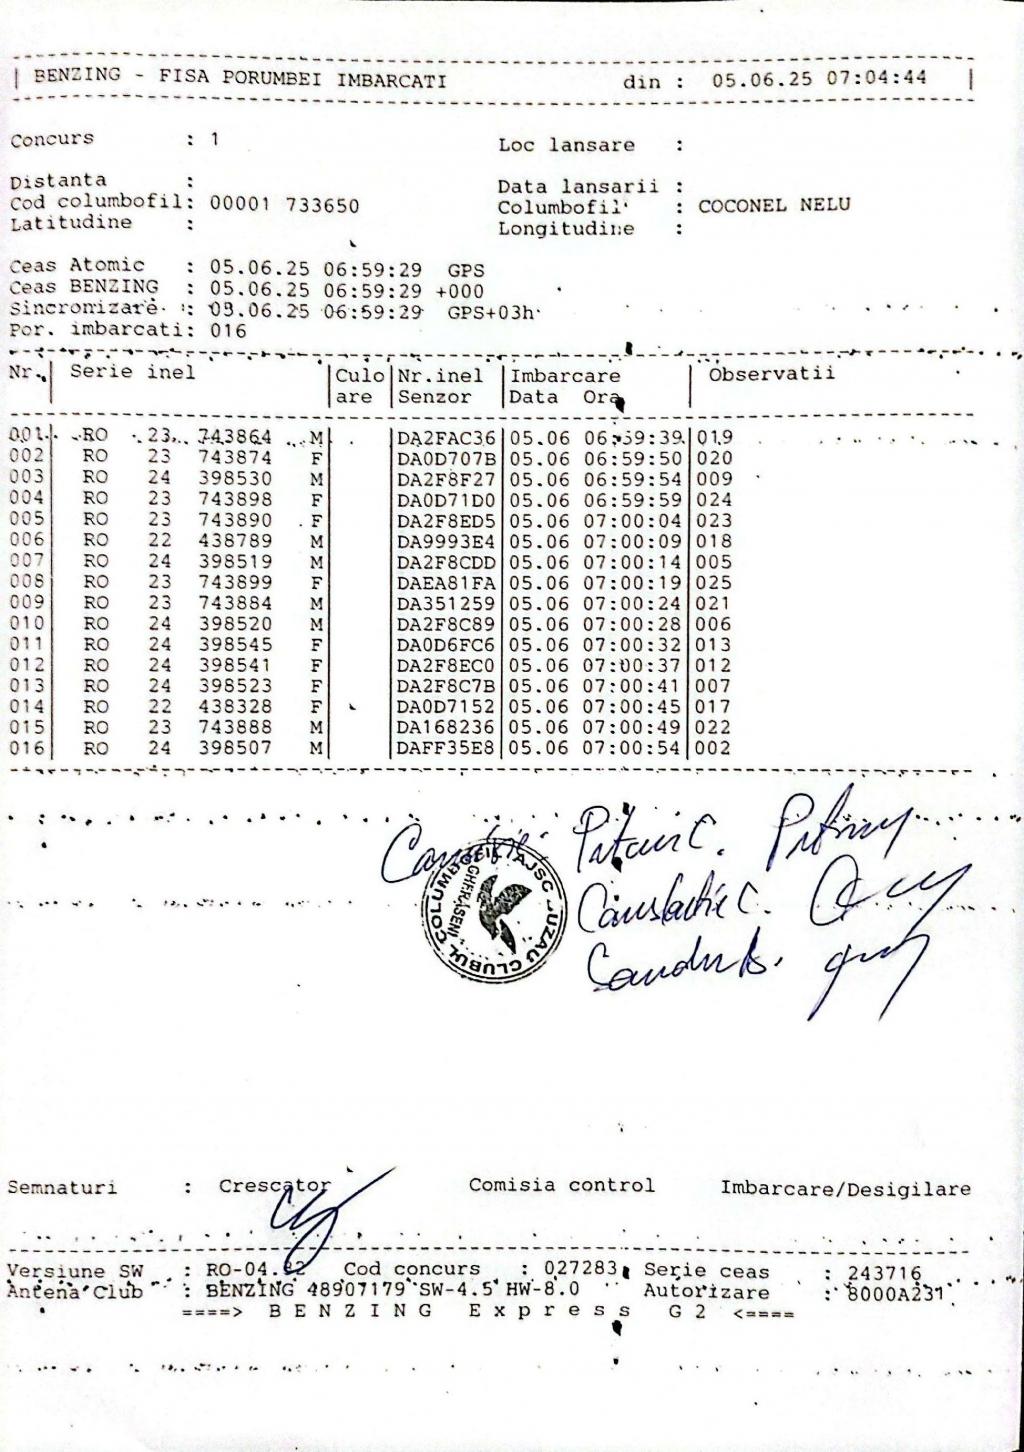 | BENZING - FISA PORUMBEI IMBARCATI din : 05.06.25 07:04:44 |
Concurs : 1 Loc lansare :
Distanta : Data lansarii :
Cod columbofil: 00001 733650 Columbofil : COCONEL NELU
Latitudine : Longitudine :
Ceas Atomic : 05.06.25 06:59:29 GPS
Ceas BENZING : 05.06.25 06:59:29 +000
Sincronizare : 05.06.25 06:59:29 GPS+03h
Por. imbarcati: 016
Nr. | Serie inel |Culo|Nr.inel |Imbarcare | Observatii
|are |Senzor |Data Ora|
001 RO 23 743864 M DA2FAC36 05.06 06:59:39 019
002 RO 23 743874 F DA0D707B 05.06 06:59:50 020
003 RO 24 398530 M DA2F8F27 05.06 06:59:54 009
004 RO 23 743898 F DA0D71D0 05.06 06:59:59 024
005 RO 23 743890 F DA2F8ED5 05.06 07:00:04 023
006 RO 22 438789 M DA9993E4 05.06 07:00:09 018
007 RO 24 398519 M DA2F8CDD 05.06 07:00:14 005
008 RO 23 743899 F DAEA81FA 05.06 07:00:19 025
009 RO 23 743884 M DA351259 05.06 07:00:24 021
010 RO 24 398520 M DA2F8C89 05.06 07:00:28 006
011 RO 24 398545 F DA0D6FC6 05.06 07:00:32 013
012 RO 24 398541 F DA2F8EC0 05.06 07:00:37 012
013 RO 24 398523 F DA2F8C7B 05.06 07:00:41 007
014 RO 22 438328 F DA0D7152 05.06 07:00:45 017
015 RO 23 743888 M DA168236 05.06 07:00:49 022
016 RO 24 398507 M DAFF35E8 05.06 07:00:54 002
CLUBUL COLUMBOFIL
GHERASENI
Semnaturi : Crescator Comisia control Imbarcare/Desigilare
Versiune SW : RO-04. Cod concurs : 027283 Serie ceas : 243716
Antena Club : BENZING 48907179 SW-4.5 HW-8.0 Autorizare : 8000A231
====> BENZING Express G2 <====